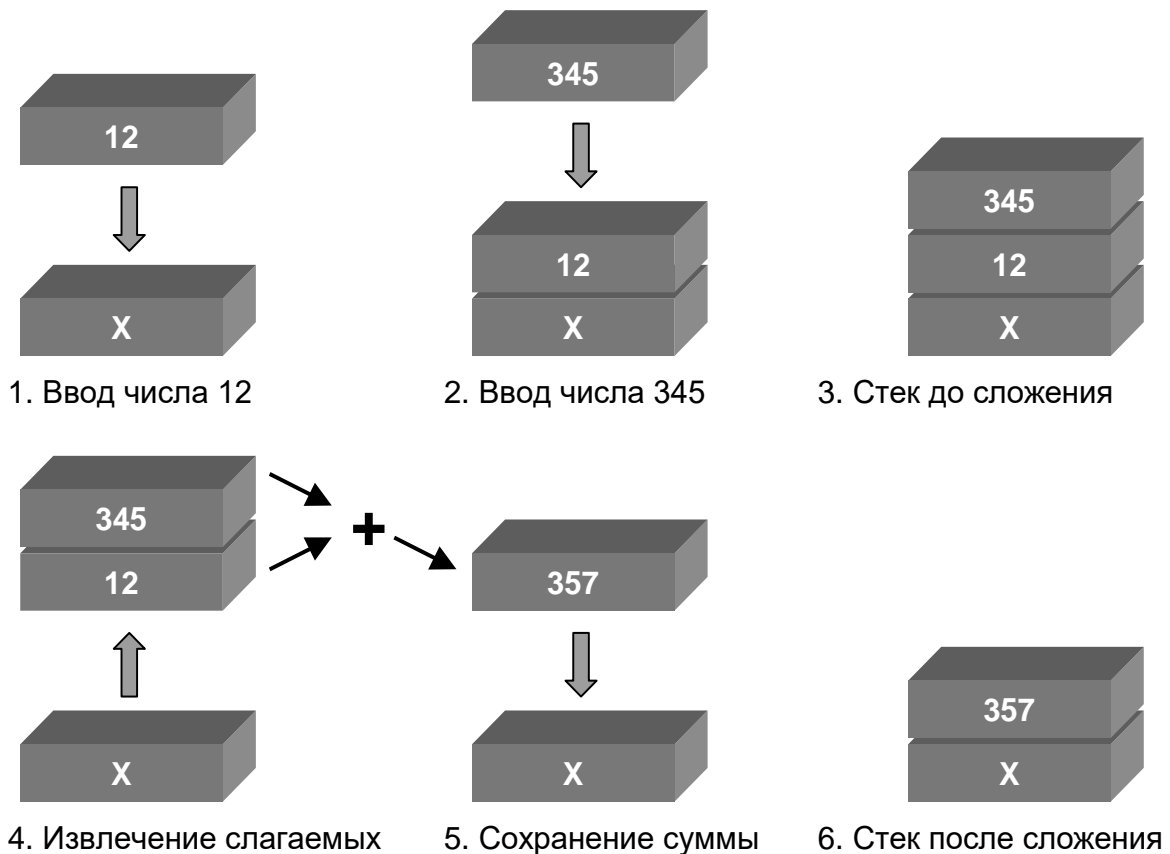 12
X
1. Ввод числа 12
345
12
X
2. Ввод числа 345
345
12
X
3. Стек до сложения
345
12
+
X
4. Извлечение слагаемых
357
X
5. Сохранение суммы
357
X
6. Стек после сложения